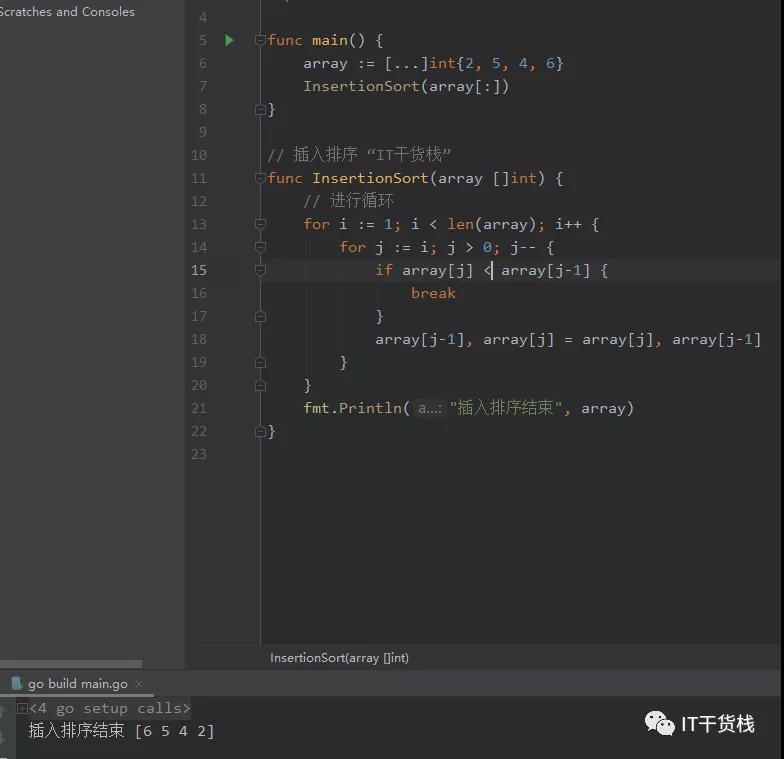 Scratches and Consoles
4
5 func main() {
6 array := [...]int{2, 5, 4, 6}
7 InsertionSort(array[:])
8 }
9
10 // 插入排序 “IT干货栈”
11 func InsertionSort(array []int) {
12 // 进行循环
13 for i := 1; i < len(array); i++ {
14 for j := i; j > 0; j-- {
15 if array[j] < array[j-1] {
16 break
17 }
18 array[j-1], array[j] = array[j], array[j-1]
19 }
20 }
21 fmt.Println( a...: "插入排序结束", array)
22 }
23
InsertionSort(array []int)
go build main.go ×
<4 go setup calls>
插入排序结束 [6 5 4 2]
IT干货栈